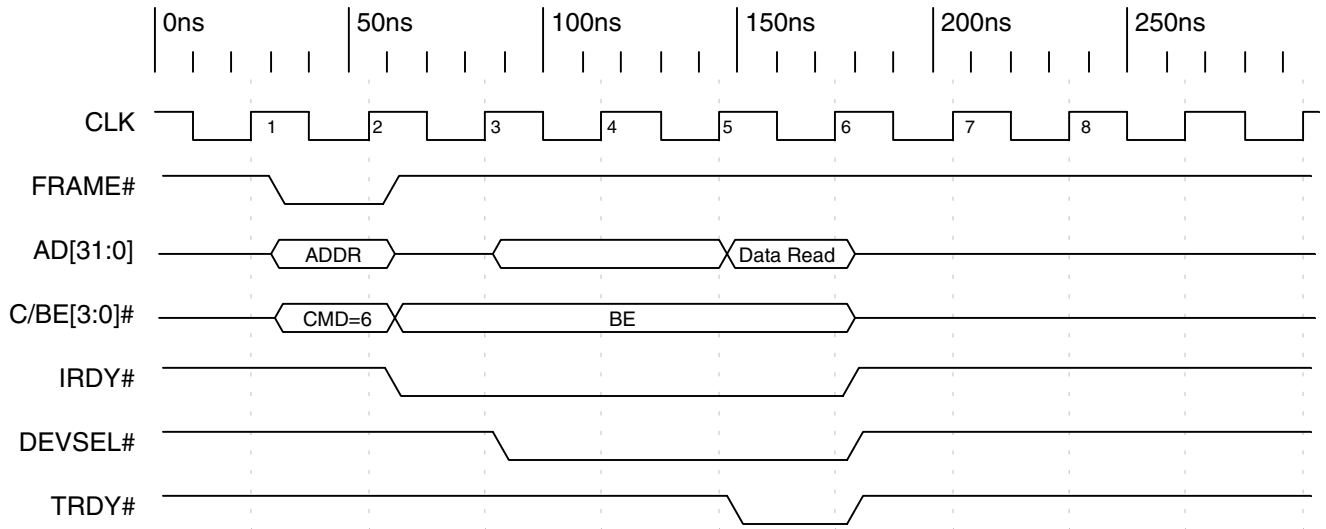 0ns 50ns 100ns 150ns 200ns 250ns
CLK 1 2 3 4 5 6 7 8
FRAME#
AD[31:0] ADDR Data Read
C/BE[3:0]# CMD=6 BE
IRDY#
DEVSEL#
TRDY#